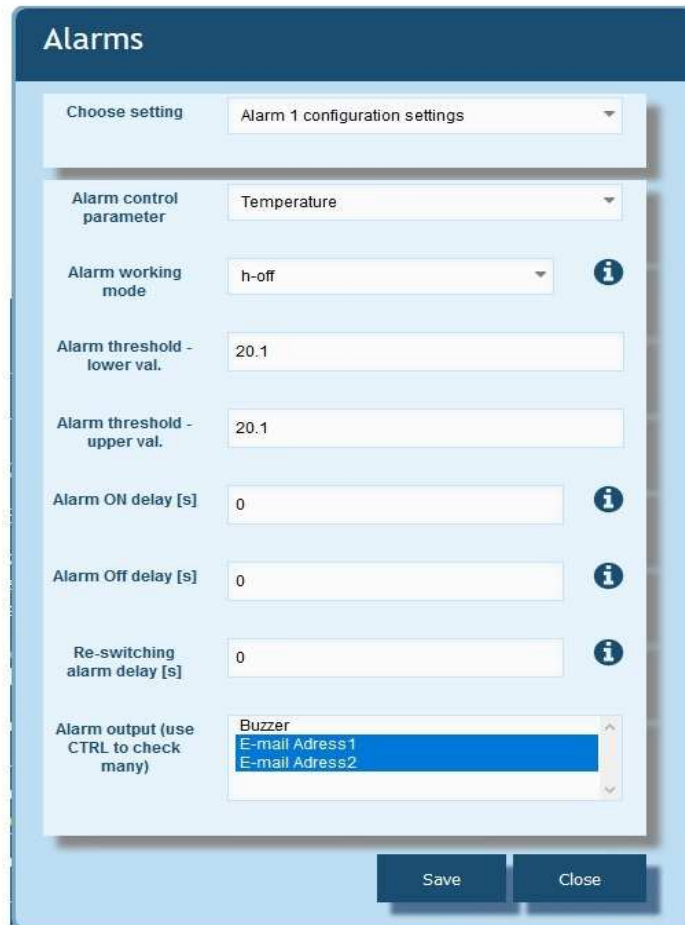 Alarms
Choose setting
Alarm 1 configuration settings
Alarm control
parameter
Temperature
Alarm working
mode
h-off
Alarm threshold -
lower val.
20.1
Alarm threshold -
upper val.
20.1
Alarm ON delay [s]
0
Alarm Off delay [s]
0
Re-switching
alarm delay [s]
0
Alarm output (use
CTRL to check
many)
Buzzer
E-mail Adress1
E-mail Adress2
Save
Close